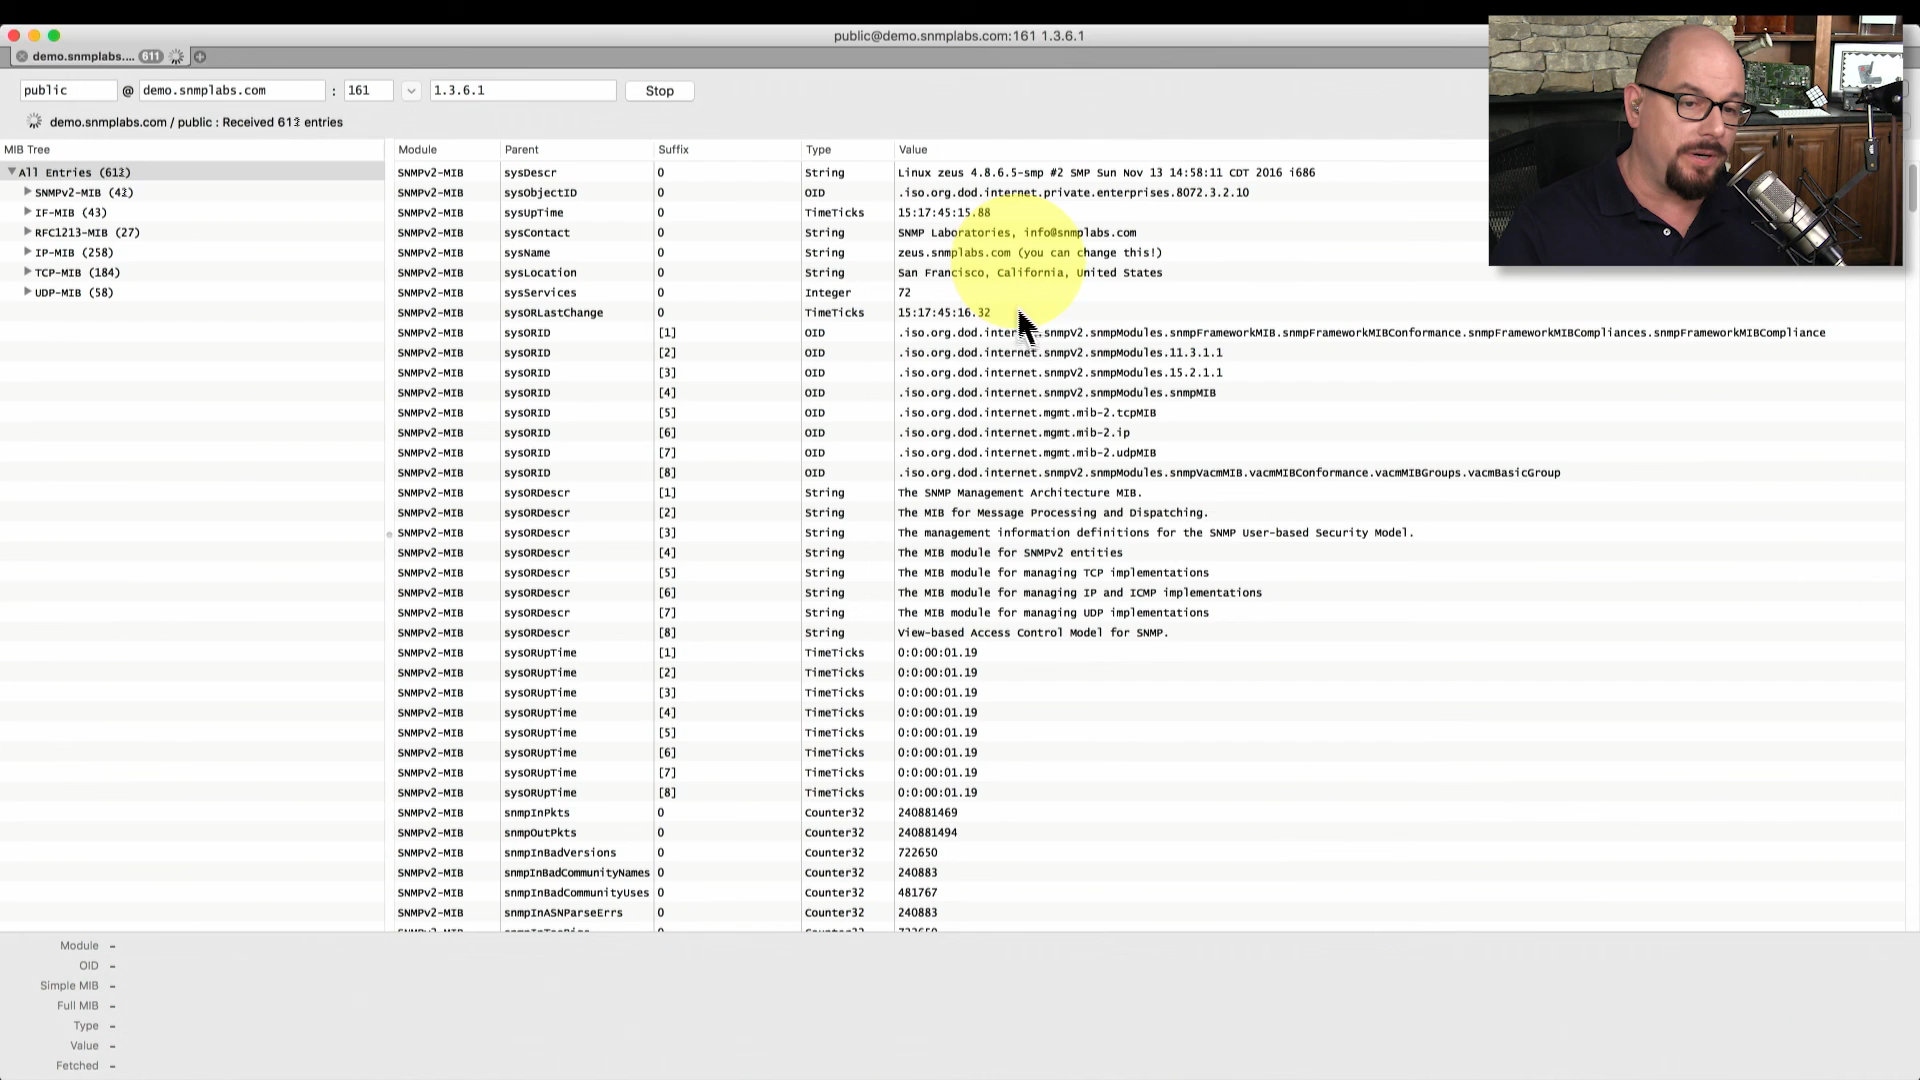 public@demo.snmplabs.com:161 1.3.6.1
demo.snmplabs.... 611
public @ demo.snmplabs.com : 161 1.3.6.1 Stop
demo.snmplabs.com / public : Received entries
MIB Tree
All Entries
SNMPv2-MIB
IF-MIB (43)
RFC1213-MIB (27)
IP-MIB (258)
TCP-MIB (184)
UDP-MIB (58)
Module Parent Suffix Type Value
SNMPv2-MIB sysDescr 0 String Linux zeus 4.8.6.5-smp #2 SMP Sun Nov 13 14:58:11 CDT 2016 i686
SNMPv2-MIB sysObjectID 0 OID .iso.org.dod.internet.private.enterprises.8072.3.2.10
SNMPv2-MIB sysUpTime 0 TimeTicks 15:17:45:15.88
SNMPv2-MIB sysContact 0 String SNMP Laboratories, info@snmplabs.com
SNMPv2-MIB sysName 0 String zeus.snmplabs.com (you can change this!)
SNMPv2-MIB sysLocation 0 String San Francisco, California, United States
SNMPv2-MIB sysServices 0 Integer 72
SNMPv2-MIB sysORLastChange 0 TimeTicks 15:17:45:16.32
SNMPv2-MIB sysORID [1] OID .iso.org.dod.internet.snmpV2.snmpModules.snmpFrameworkMIB.snmpFrameworkMIBConformance.snmpFrameworkMIBCompliances.snmpFrameworkMIBCompliance
SNMPv2-MIB sysORID [2] OID .iso.org.dod.internet.snmpV2.snmpModules.11.3.1.1
SNMPv2-MIB sysORID [3] OID .iso.org.dod.internet.snmpV2.snmpModules.15.2.1.1
SNMPv2-MIB sysORID [4] OID .iso.org.dod.internet.snmpV2.snmpModules.snmpMIB
SNMPv2-MIB sysORID [5] OID .iso.org.dod.internet.mgmt.mib-2.tcpMIB
SNMPv2-MIB sysORID [6] OID .iso.org.dod.internet.mgmt.mib-2.ip
SNMPv2-MIB sysORID [7] OID .iso.org.dod.internet.mgmt.mib-2.udpMIB
SNMPv2-MIB sysORID [8] OID .iso.org.dod.internet.snmpV2.snmpModules.snmpVacmMIB.vacmMIBConformance.vacmMIBGroups.vacmBasicGroup
SNMPv2-MIB sysORDescr [1] String The SNMP Management Architecture MIB.
SNMPv2-MIB sysORDescr [2] String The MIB for Message Processing and Dispatching.
SNMPv2-MIB sysORDescr [3] String The management information definitions for the SNMP User-based Security Model.
SNMPv2-MIB sysORDescr [4] String The MIB module for SNMPv2 entities
SNMPv2-MIB sysORDescr [5] String The MIB module for managing TCP implementations
SNMPv2-MIB sysORDescr [6] String The MIB module for managing IP and ICMP implementations
SNMPv2-MIB sysORDescr [7] String The MIB module for managing UDP implementations
SNMPv2-MIB sysORDescr [8] String View-based Access Control Model for SNMP.
SNMPv2-MIB sysORUpTime [1] TimeTicks 0:0:00:01.19
SNMPv2-MIB sysORUpTime [2] TimeTicks 0:0:00:01.19
SNMPv2-MIB sysORUpTime [3] TimeTicks 0:0:00:01.19
SNMPv2-MIB sysORUpTime [4] TimeTicks 0:0:00:01.19
SNMPv2-MIB sysORUpTime [5] TimeTicks 0:0:00:01.19
SNMPv2-MIB sysORUpTime [6] TimeTicks 0:0:00:01.19
SNMPv2-MIB sysORUpTime [7] TimeTicks 0:0:00:01.19
SNMPv2-MIB sysORUpTime [8] TimeTicks 0:0:00:01.19
SNMPv2-MIB snmpInPkts 0 Counter32 240881469
SNMPv2-MIB snmpOutPkts 0 Counter32 240881494
SNMPv2-MIB snmpInBadVersions 0 Counter32 722650
SNMPv2-MIB snmpInBadCommunityNames 0 Counter32 240883
SNMPv2-MIB snmpInBadCommunityUses 0 Counter32 481767
SNMPv2-MIB snmpInASNParseErrs 0 Counter32 240883
Module -
OID -
Simple MIB -
Full MIB -
Type -
Value -
Fetched -